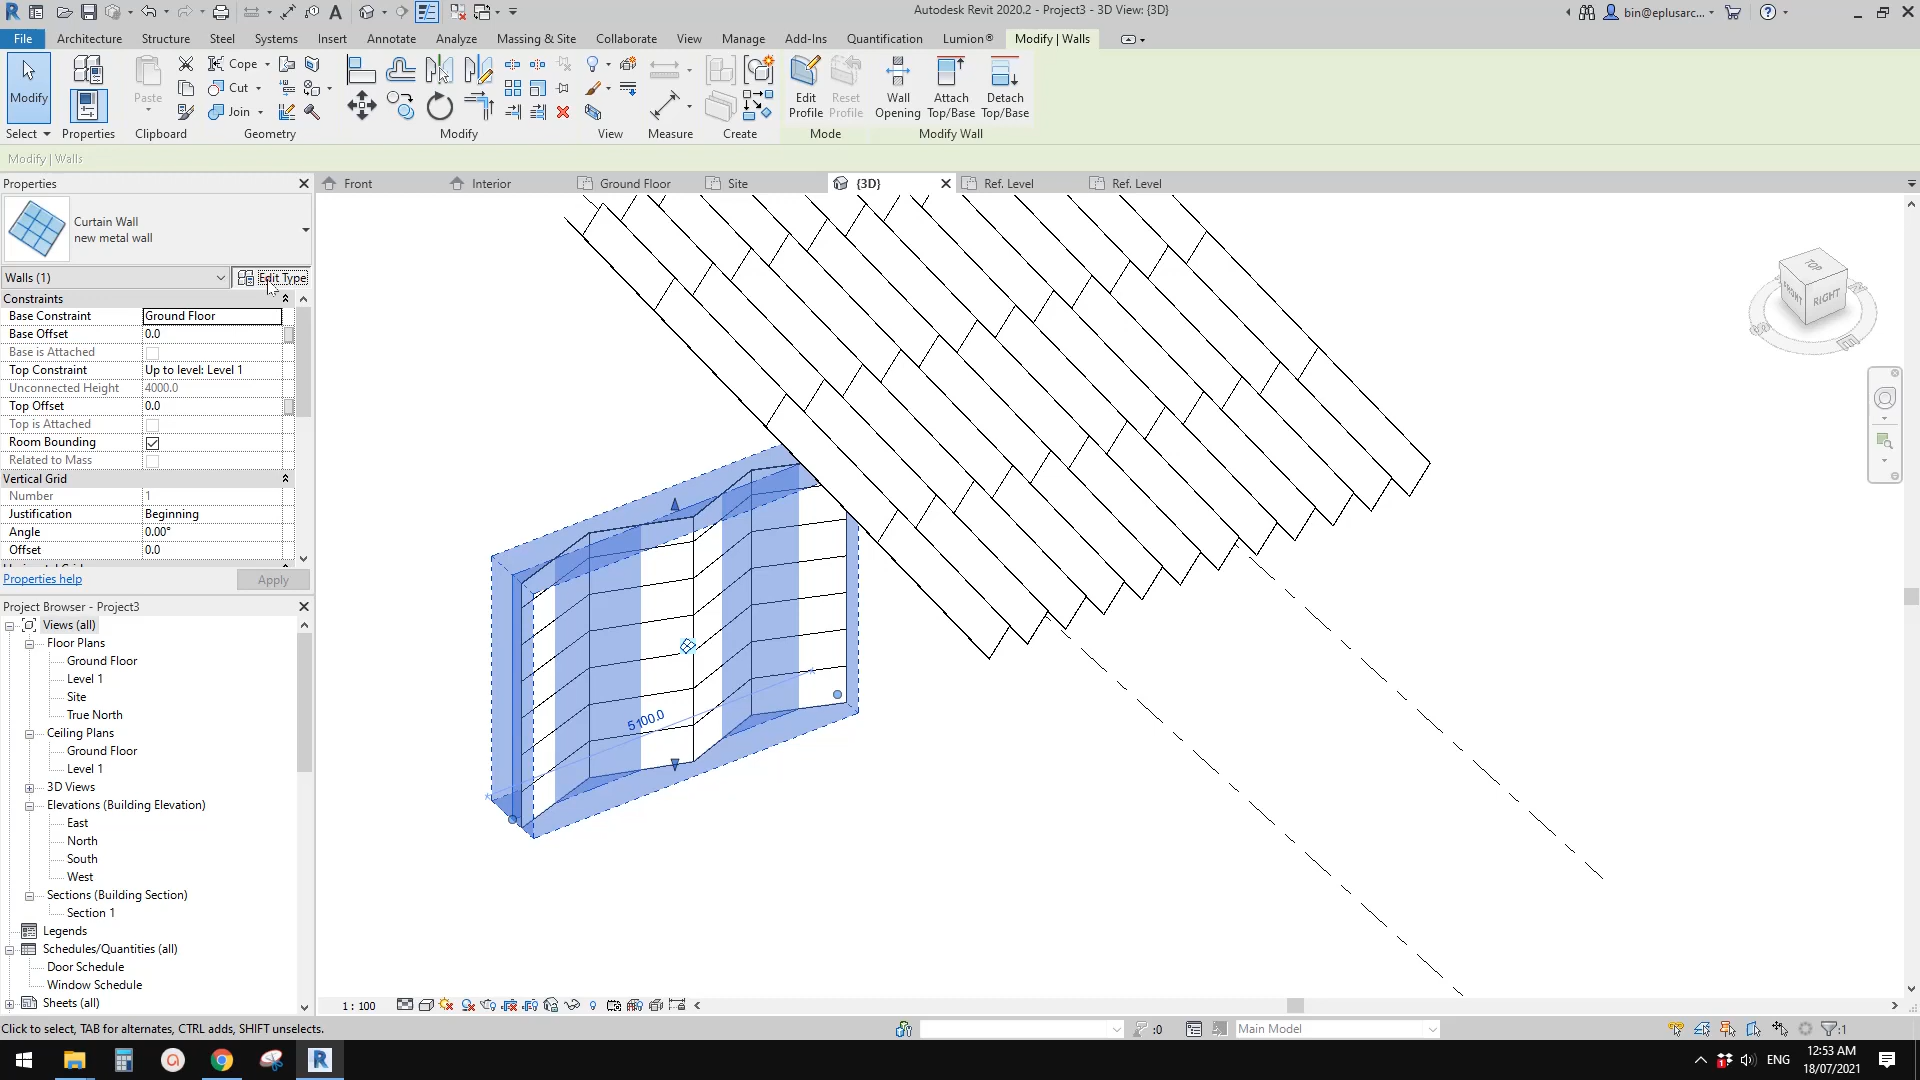 Autodesk Revit 2020.2 - Project3 - 3D View: {3D}
bin@eplusarc...
File Architecture Structure Steel Systems Insert Annotate Analyze Massing & Site Collaborate View Manage Add-Ins Quantification Lumion® Modify | Walls
Modify
Paste
Cope
Cut
Join
Edit
Profile
Reset
Profile
Wall
Opening
Attach
Top/Base
Detach
Top/Base
Select Properties Clipboard Geometry Modify View Measure Create Mode Modify Wall
Modify | Walls
Properties
Front Interior Ground Floor Site {3D} Ref. Level Ref. Level
Curtain Wall
new metal wall
Walls (1) Edit Type
Constraints
Base Constraint Ground Floor
Base Offset 0.0
Base is Attached
Top Constraint Up to level: Level 1
Unconnected Height 4000.0
Top Offset 0.0
Top is Attached
Room Bounding
Related to Mass
Vertical Grid
Number 1
Justification Beginning
Angle 0.00°
Offset 0.0
Properties help Apply
Project Browser - Project3
Views (all)
Floor Plans
Ground Floor
Level 1
Site
True North
Ceiling Plans
Ground Floor
Level 1
3D Views
Elevations (Building Elevation)
East
North
South
West
Sections (Building Section)
Section 1
Legends
Schedules/Quantities (all)
Door Schedule
Window Schedule
Sheets (all)
TOP
FRONT
RIGHT
S
E
5100.0
1 : 100
Click to select, TAB for alternates, CTRL adds, SHIFT unselects.
:0
Main Model
:1
ENG
12:53 AM
18/07/2021